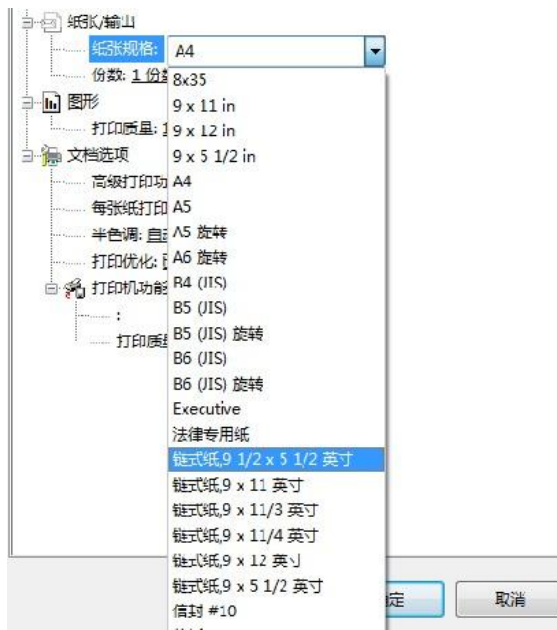 纸张/输出
纸张规格: A4
份数: 1 份
8x35
图形
9 x 11 in
打印质量:
9 x 12 in
文档选项
9 x 5 1/2 in
高级打印功
A4
每张纸打印
A5
半色调: 自
A5 旋转
打印优化:
A6 旋转
打印机功能
B4 (JIS)
:
B5 (JIS)
打印质
B5 (JIS) 旋转
B6 (JIS)
B6 (JIS) 旋转
Executive
法律专用纸
链式纸,9 1/2 x 5 1/2 英寸
链式纸,9 x 11 英寸
链式纸,9 x 11/3 英寸
链式纸,9 x 11/4 英寸
链式纸,9 x 12 英寸
链式纸,9 x 5 1/2 英寸
信封 #10
定 取消